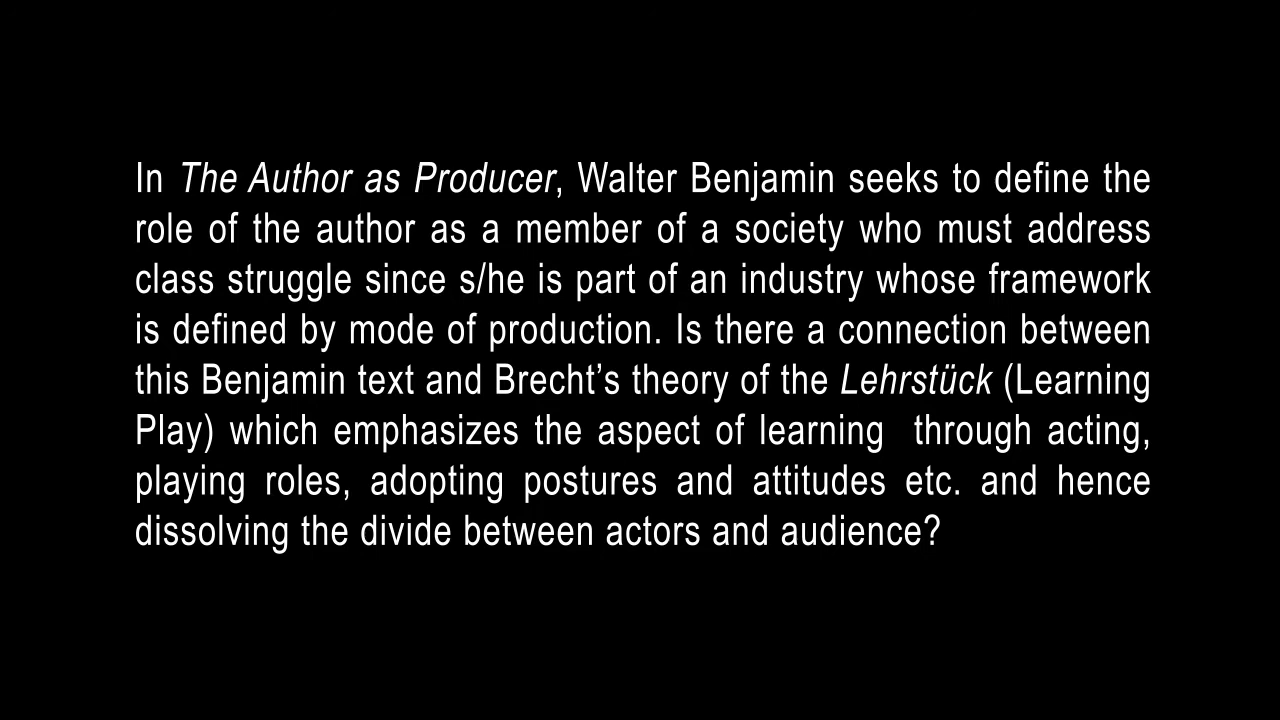 In The Author as Producer, Walter Benjamin seeks to define the
role of the author as a member of a society who must address
class struggle since s/he is part of an industry whose framework
is defined by mode of production. Is there a connection between
this Benjamin text and Brecht’s theory of the Lehrstück (Learning
Play) which emphasizes the aspect of learning  through acting,
playing roles, adopting postures and attitudes etc. and hence
dissolving the divide between actors and audience?